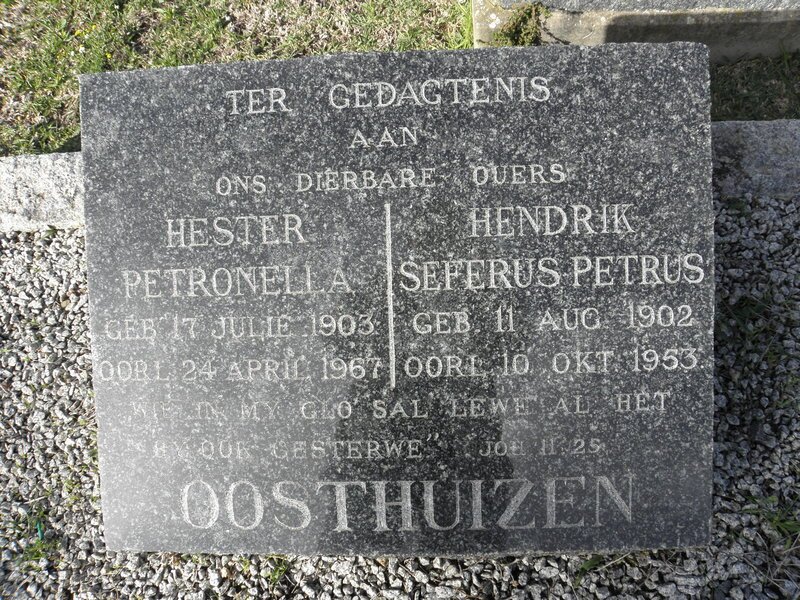 TER GEDAGTENIS
AAN
ONS DIERBARE OUERS
HESTER
PETRONELLA
GEB 17 JULIE 1903
OORL 24 APRIL 1967
HENDRIK
SEFERUS PETRUS
GEB 11 AUG 1902
OORL 10 OKT 1953
WIE IN MY GLO SAL LEWE AL HET
HY OOK GESTERWE" JOH 11:25
OOSTHUIZEN